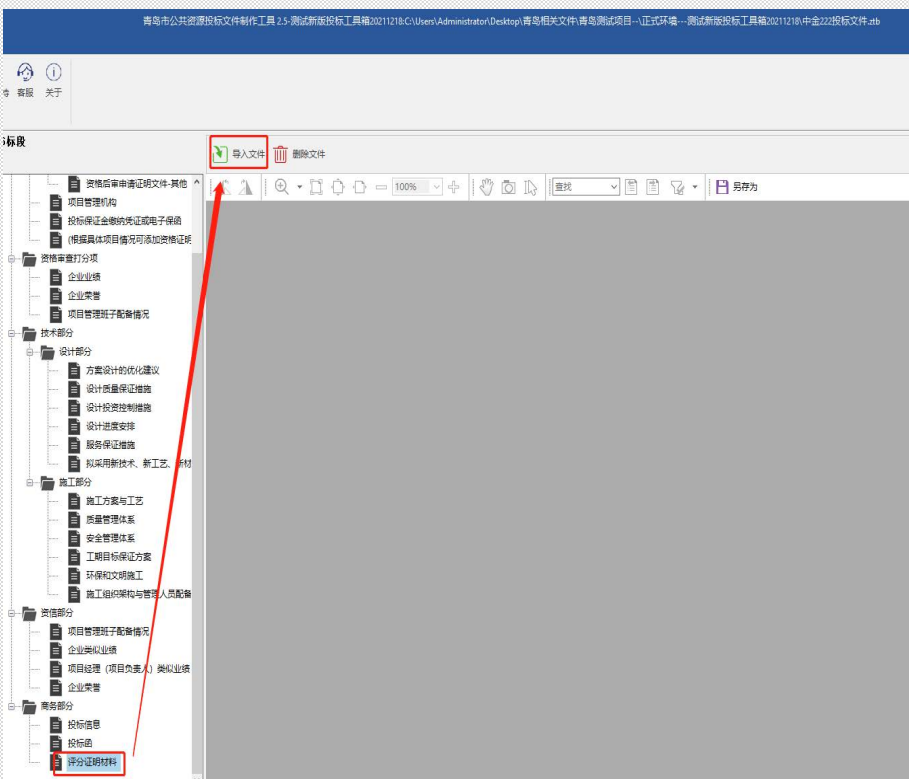 青岛市公共资源投标文件制作工具 2.5-测试新版投标工具箱20211218:C:\Users\Administrator\Desktop\青岛相关文件\青岛测试项目--\正式环境---测试新版投标工具箱20211218\中金222投标文件.ztb
客服 关于
标段
导入文件 删除文件
100% 查找 另存为
资格后审申请证明文件-其他
项目管理机构
投标保证金缴纳凭证或电子保函
(根据具体项目情况可添加资格证明
资格审查打分项
企业业绩
企业荣誉
项目管理班子配备情况
技术部分
设计部分
方案设计的优化建议
设计质量保证措施
设计投资控制措施
设计进度安排
服务保证措施
拟采用新技术、新工艺、新材
施工部分
施工方案与工艺
质量管理体系
安全管理体系
工期目标保证方案
环保和文明施工
施工组织架构与管理人员配备
资信部分
项目管理班子配备情况
企业类似业绩
项目经理（项目负责人）类似业绩
企业荣誉
商务部分
投标信息
投标函
评分证明材料